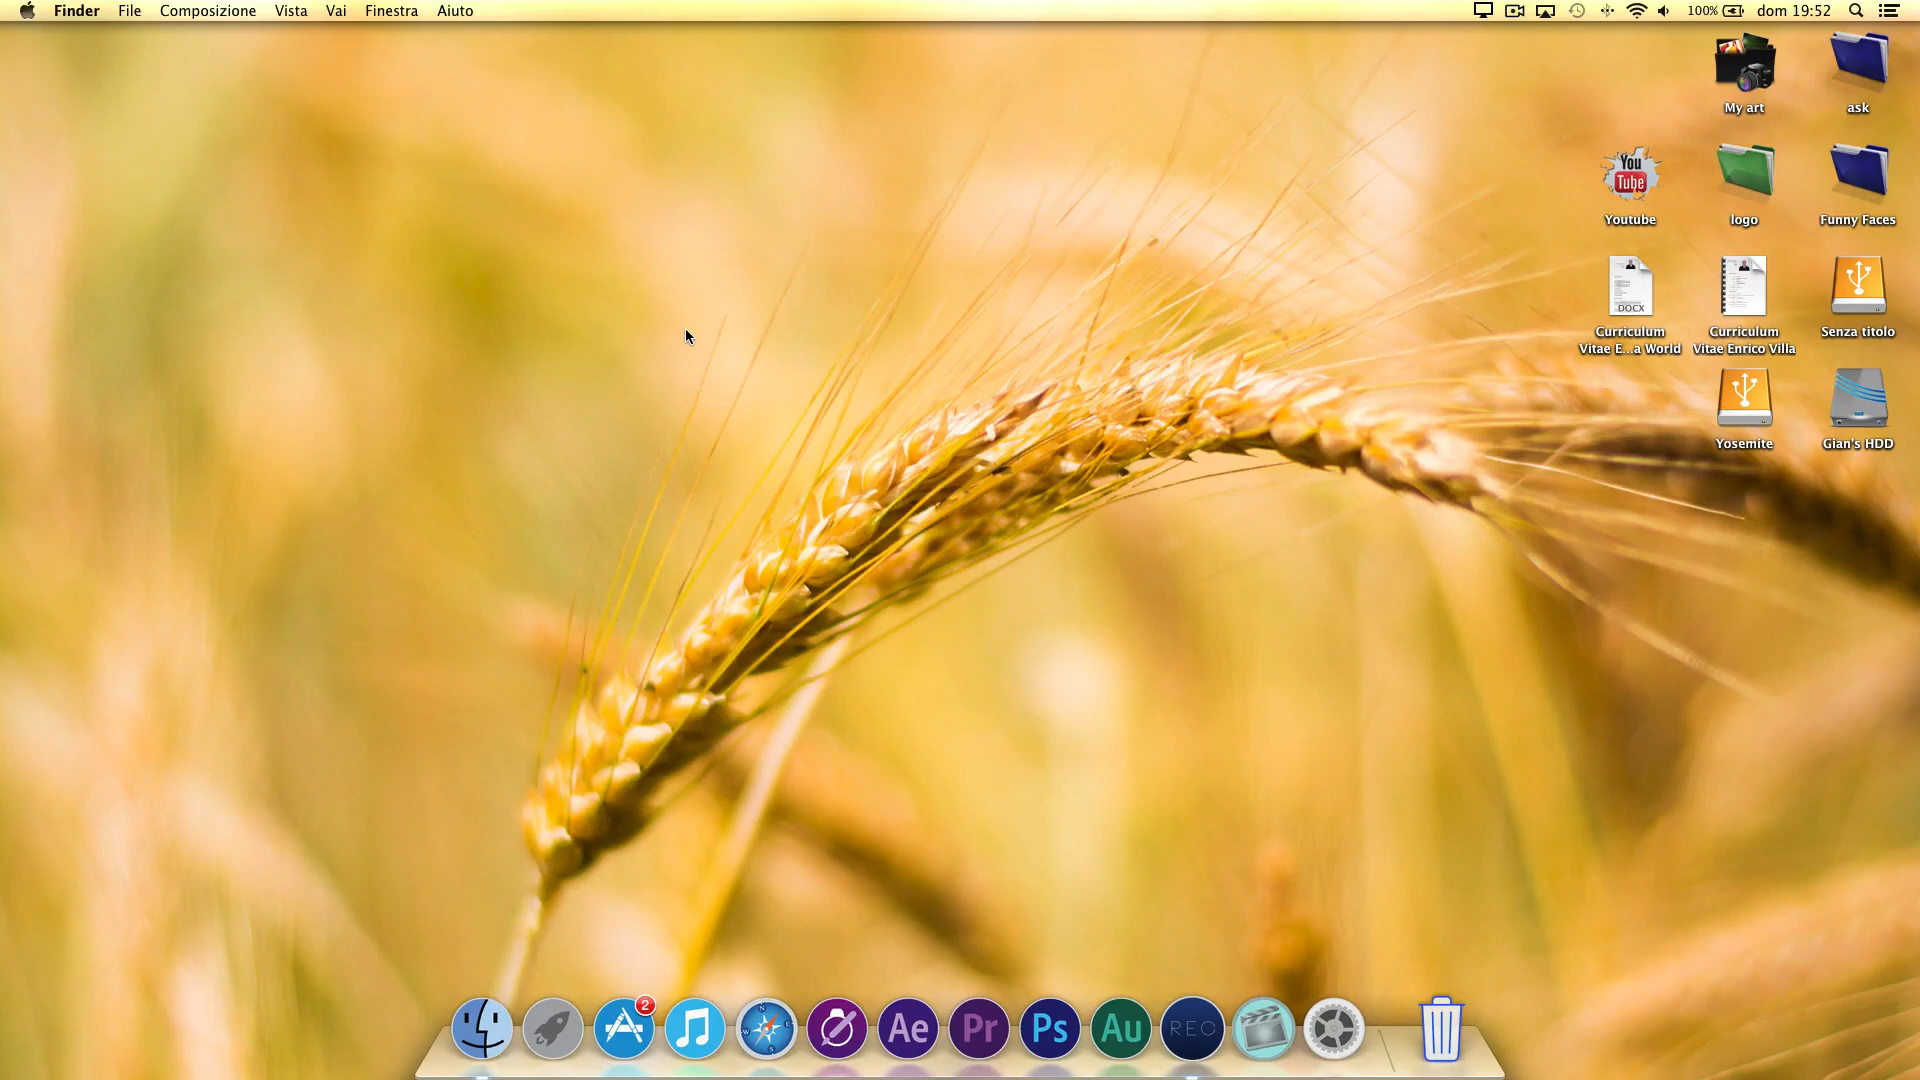 Finder File Composizione Vista Vai Finestra Aiuto
100% dom 19:52
My art
ask
You
Tube
Youtube
logo
Funny Faces
DOCX
Curriculum
Vitae E...a World
Curriculum
Vitae Enrico Villa
Senza titolo
Yosemite
Gian's HDD
2
N
W
E
S
Ae
Pr
Ps
Au
REC